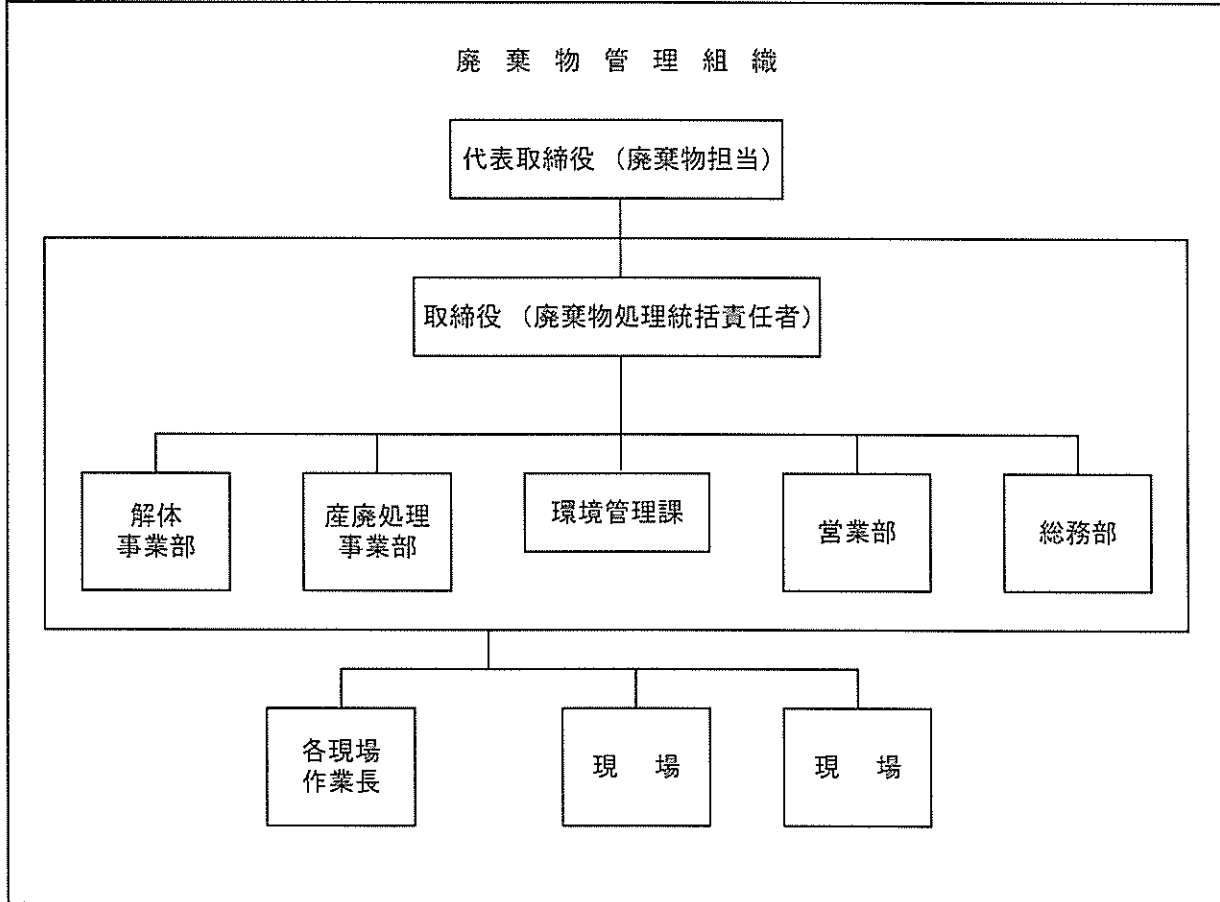 廃棄物管理組織
代表取締役（廃棄物担当）
取締役（廃棄物処理統括責任者）
解体
事業部
産廃処理
事業部
環境管理課
営業部
総務部
各現場
作業長
現　場
現　場